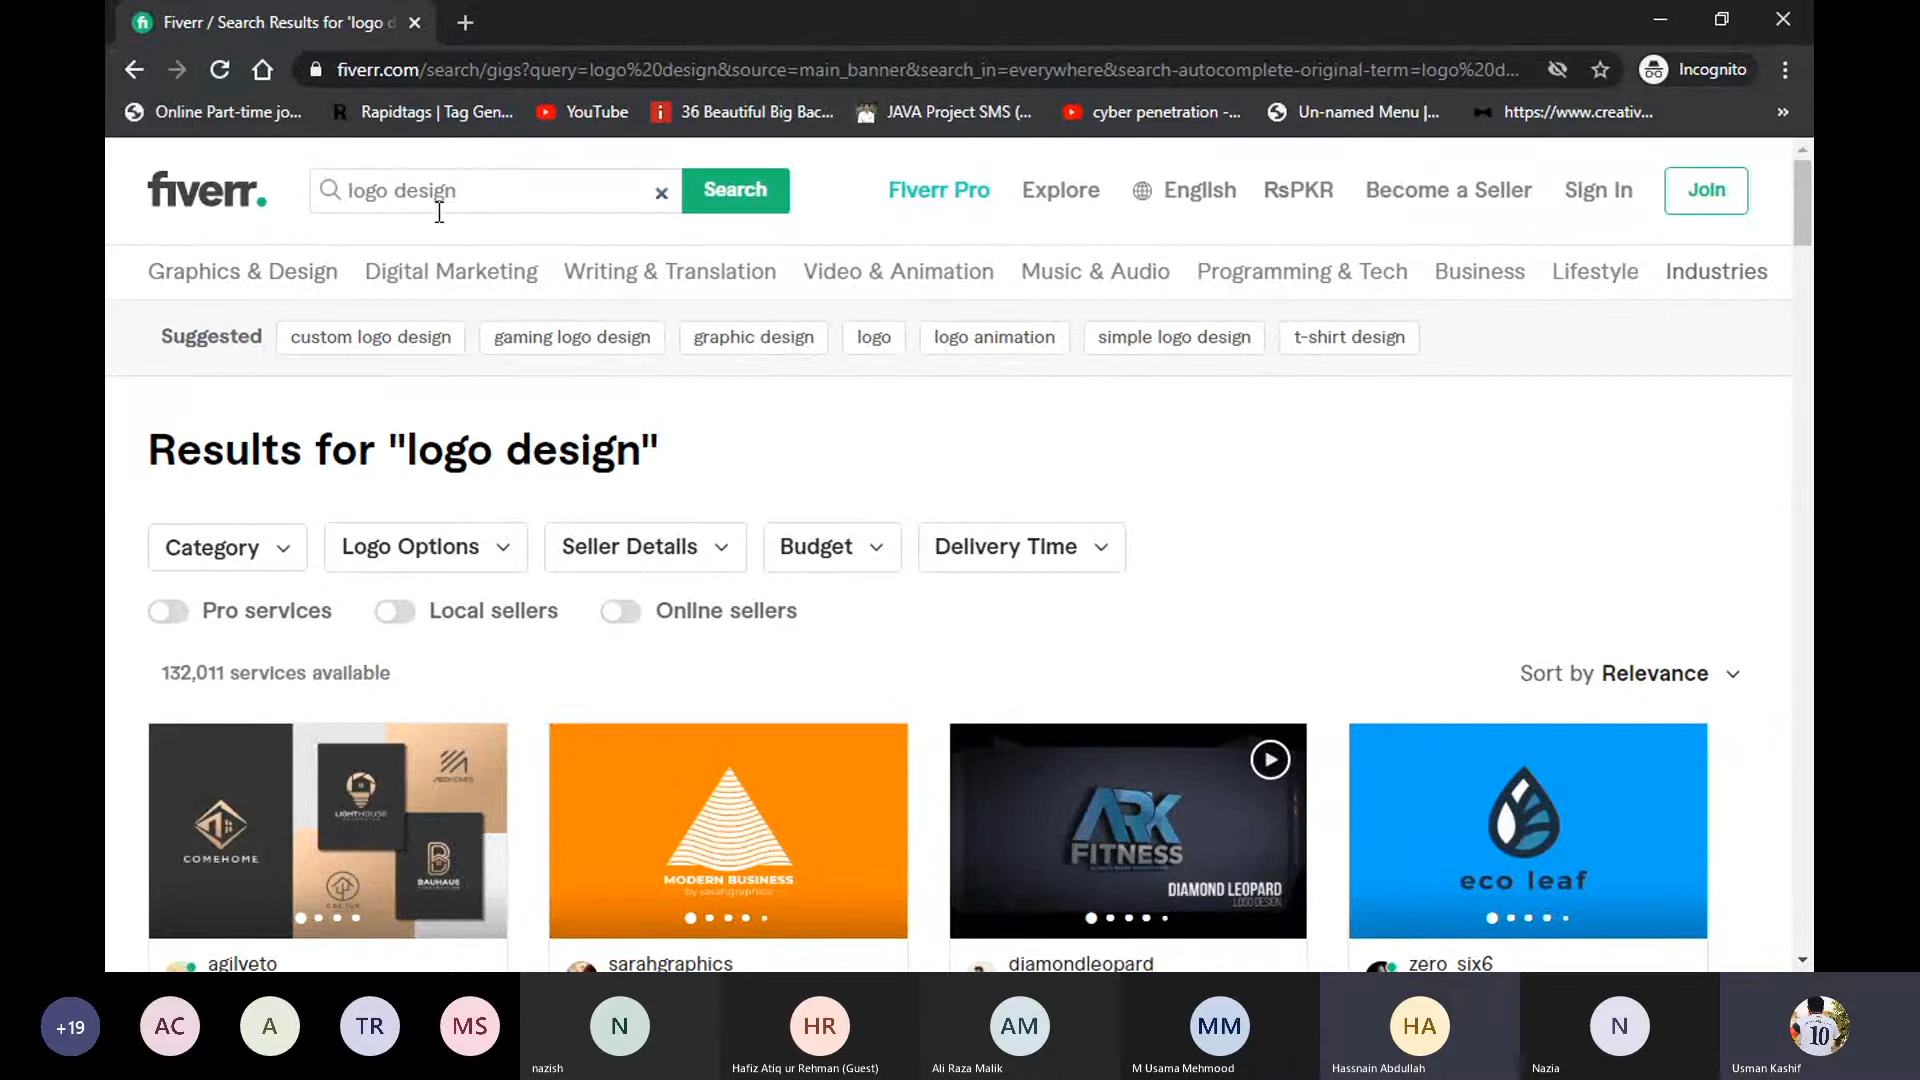 Fiverr / Search Results for 'logo d
fiverr.com/search/gigs?query=logo%20design&source=main_banner&search_in=everywhere&search-autocomplete-original-term=logo%20d...
Incognito
Online Part-time jo...
Rapidtags | Tag Gen...
YouTube
36 Beautiful Big Bac...
JAVA Project SMS (...
cyber penetration -...
Un-named Menu |...
https://www.creativ...
»
fiverr.
logo design
Search
Fiverr Pro
Explore
English
RsPKR
Become a Seller
Sign In
Join
Graphics & Design
Digital Marketing
Writing & Translation
Video & Animation
Music & Audio
Programming & Tech
Business
Lifestyle
Industries
Suggested
custom logo design
gaming logo design
graphic design
logo
logo animation
simple logo design
t-shirt design
Results for "logo design"
Category
Logo Options
Seller Details
Budget
Delivery Time
Pro services
Local sellers
Online sellers
132,011 services available
Sort by Relevance
COMEHOME
LIGHTHOUSE
BAUHAUS
CACTUS
MODERN BUSINESS
by sarahgraphics
ARK
FITNESS
DIAMOND LEOPARD
LOGO DESIGN
eco leaf
agilveto
sarahgraphics
diamondleopard
zero_six6
+19
AC
A
TR
MS
N
HR
AM
MM
HA
N
10
nazish
Hafiz Atiq ur Rehman (Guest)
Ali Raza Malik
M Usama Mehmood
Hassnain Abdullah
Nazia
Usman Kashif